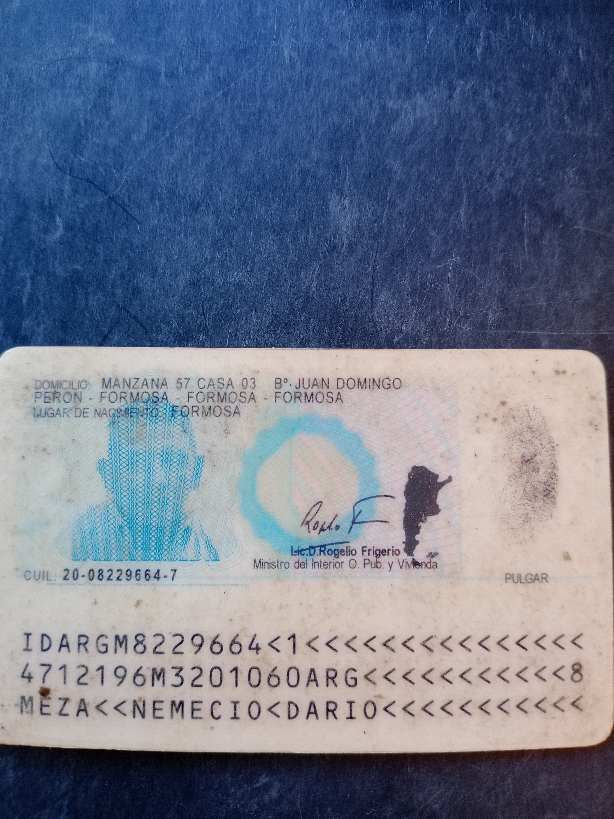 DOMICILIO: MANZANA 57 CASA 03 Bº.JUAN DOMINGO
PERON - FORMOSA - FORMOSA - FORMOSA
LUGAR DE NACIMIENTO: FORMOSA
Lic.D.Rogelio Frigerio
Ministro del Interior O. Pub. y Vivienda
CUIL: 20-08229664-7
PULGAR
IDARGM8229664<1<<<<<<<<<<<<<<<
4712196M3201060ARG<<<<<<<<<<<8
MEZA<<NEMECIO<DARIO<<<<<<<<<<<